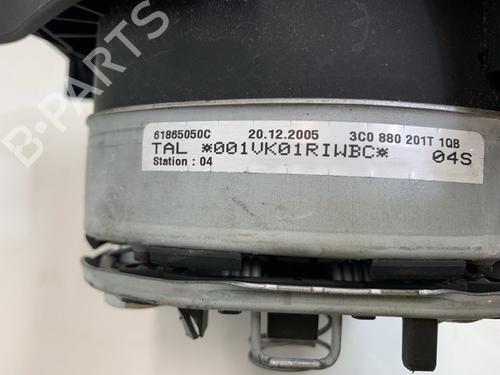 B-PARTS
61865050C 20.12.2005 3C0 880 201T 1QB
TAL *001VK01RIWBC* 04S
Station : 04